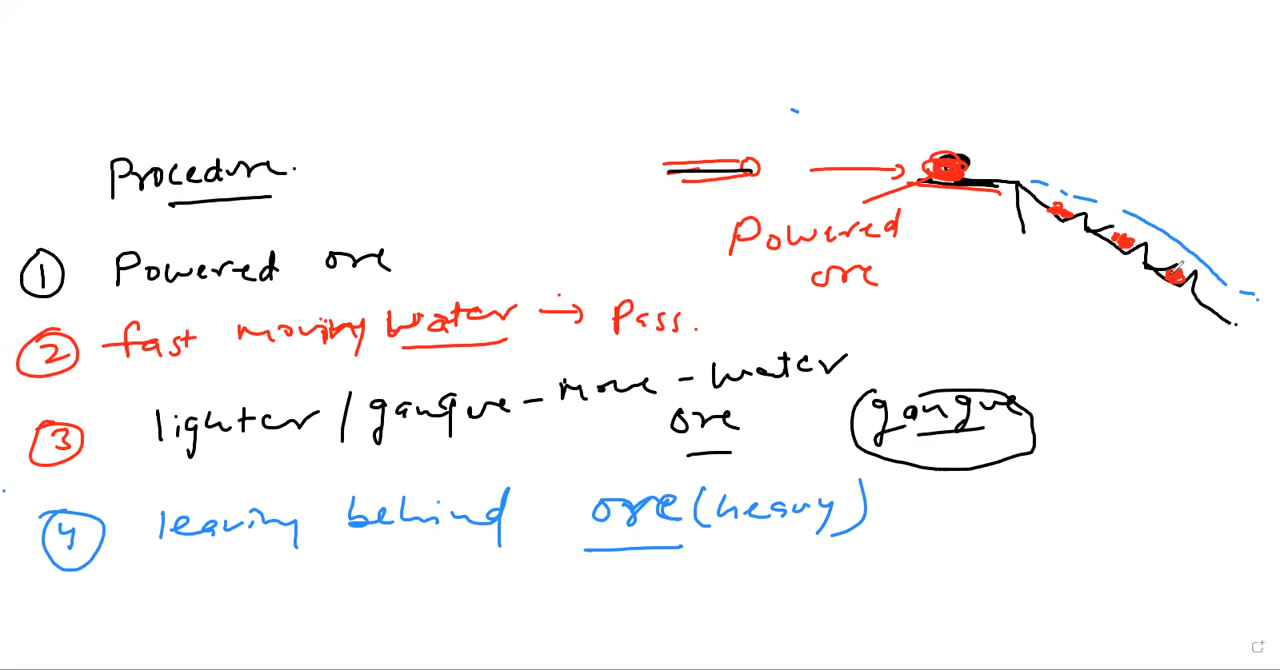 Procedure.
① Powered ore
② fast moving water → Pass.
③ lighter / gangue - move - water
ore
gangue
④ leaving behind ore (heavy)
Powered
ore